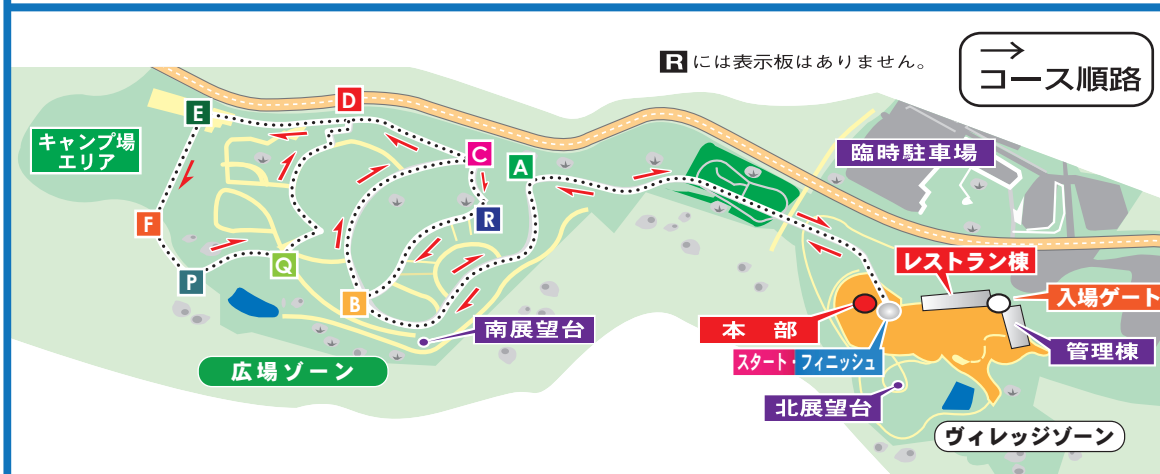 Rには表示板はありません。
→
コース順路
D
E
キャンプ場
エリア
C
A
臨時駐車場
F
R
P
Q
B
レストラン棟
入場ゲート
南展望台
本部
スタート・フィニッシュ
管理棟
広場ゾーン
北展望台
ヴィレッジゾーン